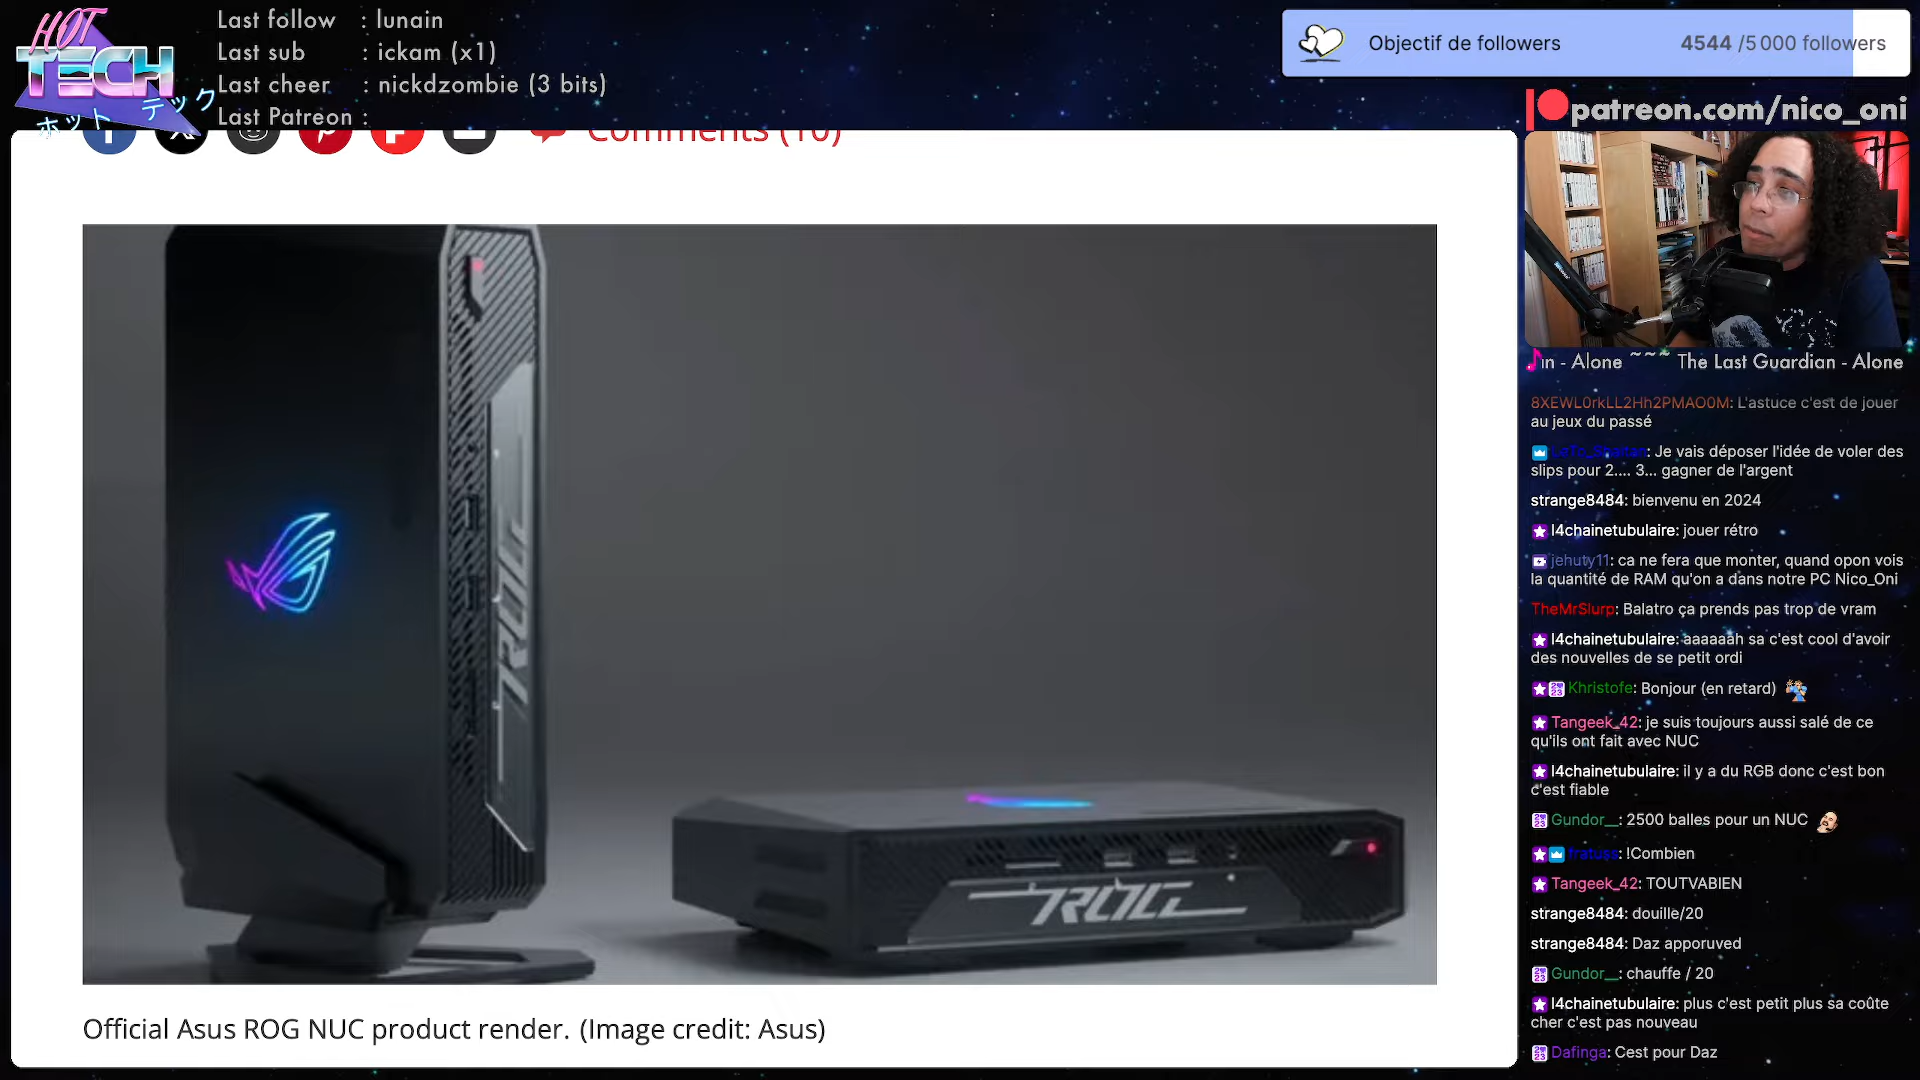 HOT
TECH
ホット テック
Last follow : lunain
Last sub : ickam (x1)
Last cheer : nickdzombie (3 bits)
Last Patreon :
Objectif de followers
4544 /5 000 followers
patreon.com/nico_oni
Comments (10)
ROG
ROG
Official Asus ROG NUC product render. (Image credit: Asus)
in - Alone ~~~ The Last Guardian - Alone
8XEWL0rkLL2Hh2PMAO0M: L'astuce c'est de jouer
au jeux du passé
LeTo_Shaitan: Je vais déposer l'idée de voler des
slips pour 2.... 3... gagner de l'argent
strange8484: bienvenu en 2024
l4chainetubulaire: jouer rétro
jehuty11: ca ne fera que monter, quand opon vois
la quantité de RAM qu'on a dans notre PC Nico_Oni
TheMrSlurp: Balatro ça prends pas trop de vram
l4chainetubulaire: aaaaaah sa c'est cool d'avoir
des nouvelles de se petit ordi
Khristofe: Bonjour (en retard)
Tangeek_42: je suis toujours aussi salé de ce
qu'ils ont fait avec NUC
l4chainetubulaire: il y a du RGB donc c'est bon
c'est fiable
Gundor__: 2500 balles pour un NUC
fratuss: !Combien
Tangeek_42: TOUTVABIEN
strange8484: douille/20
strange8484: Daz apporuved
Gundor__: chauffe / 20
l4chainetubulaire: plus c'est petit plus sa coûte
cher c'est pas nouveau
Dafinga: Cest pour Daz